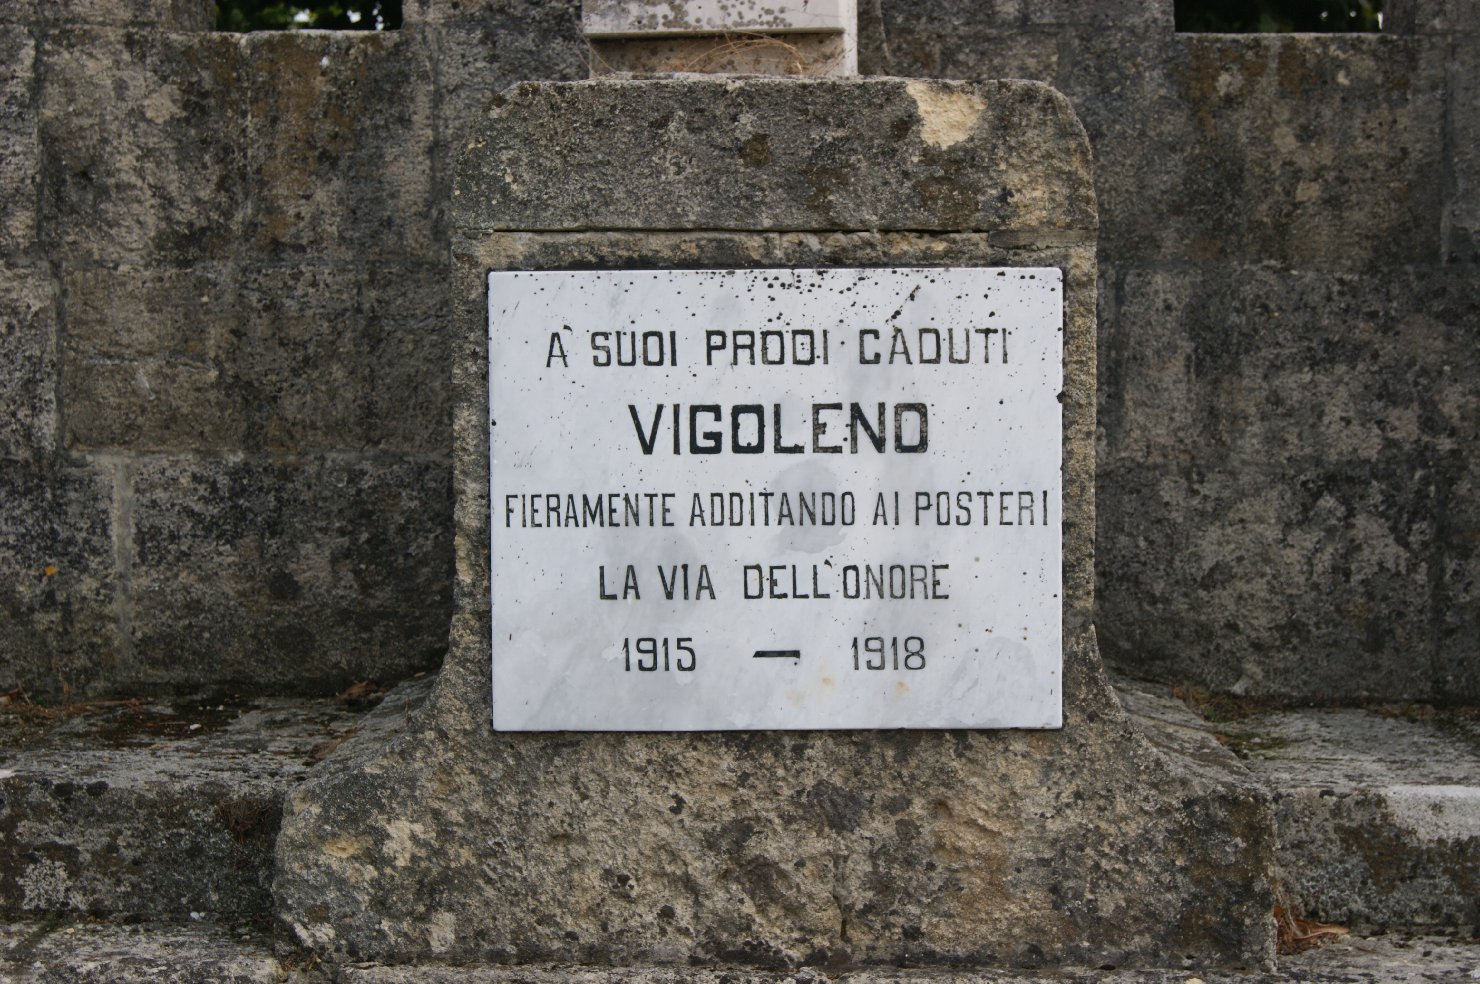 A' SUOI PRODI CADUTI
VIGOLENO
FIERAMENTE ADDITANDO AI POSTERI
LA VIA DELL'ONORE
1915 — 1918